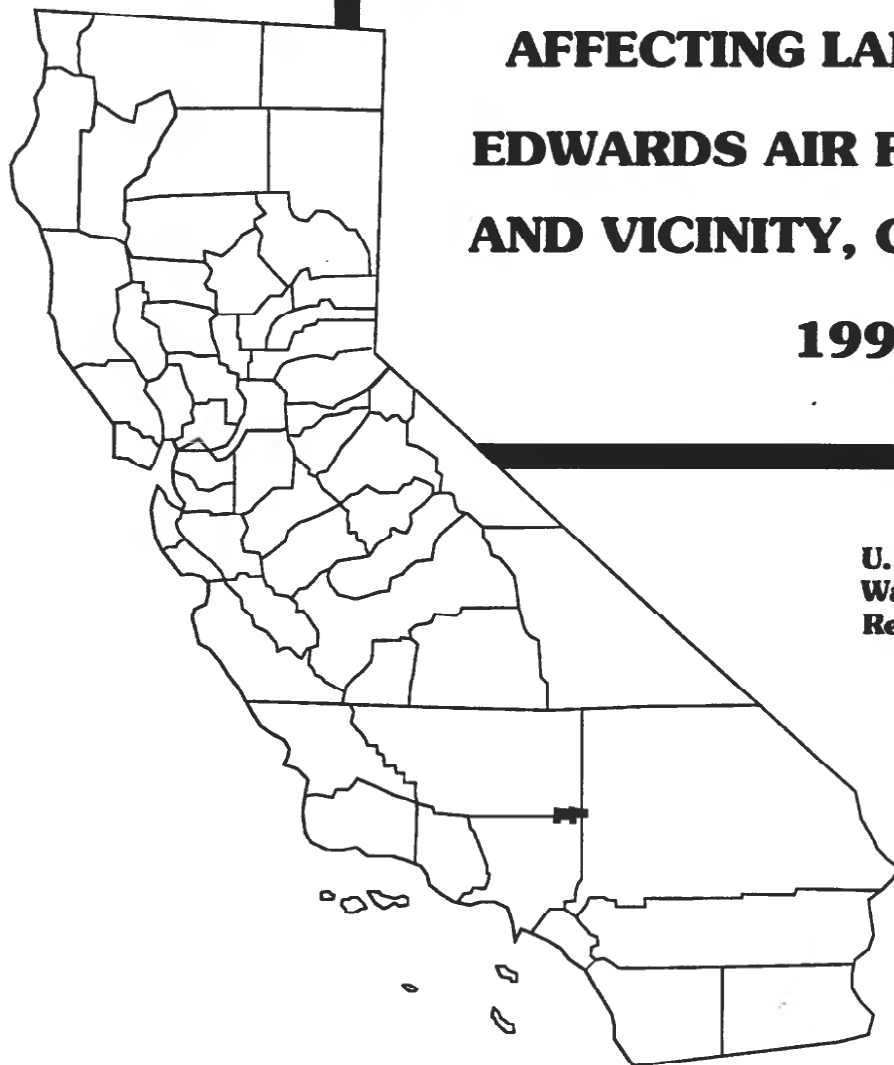 AFFECTING LA
EDWARDS AIR
AND VICINITY,
199
U.
Wa
Re